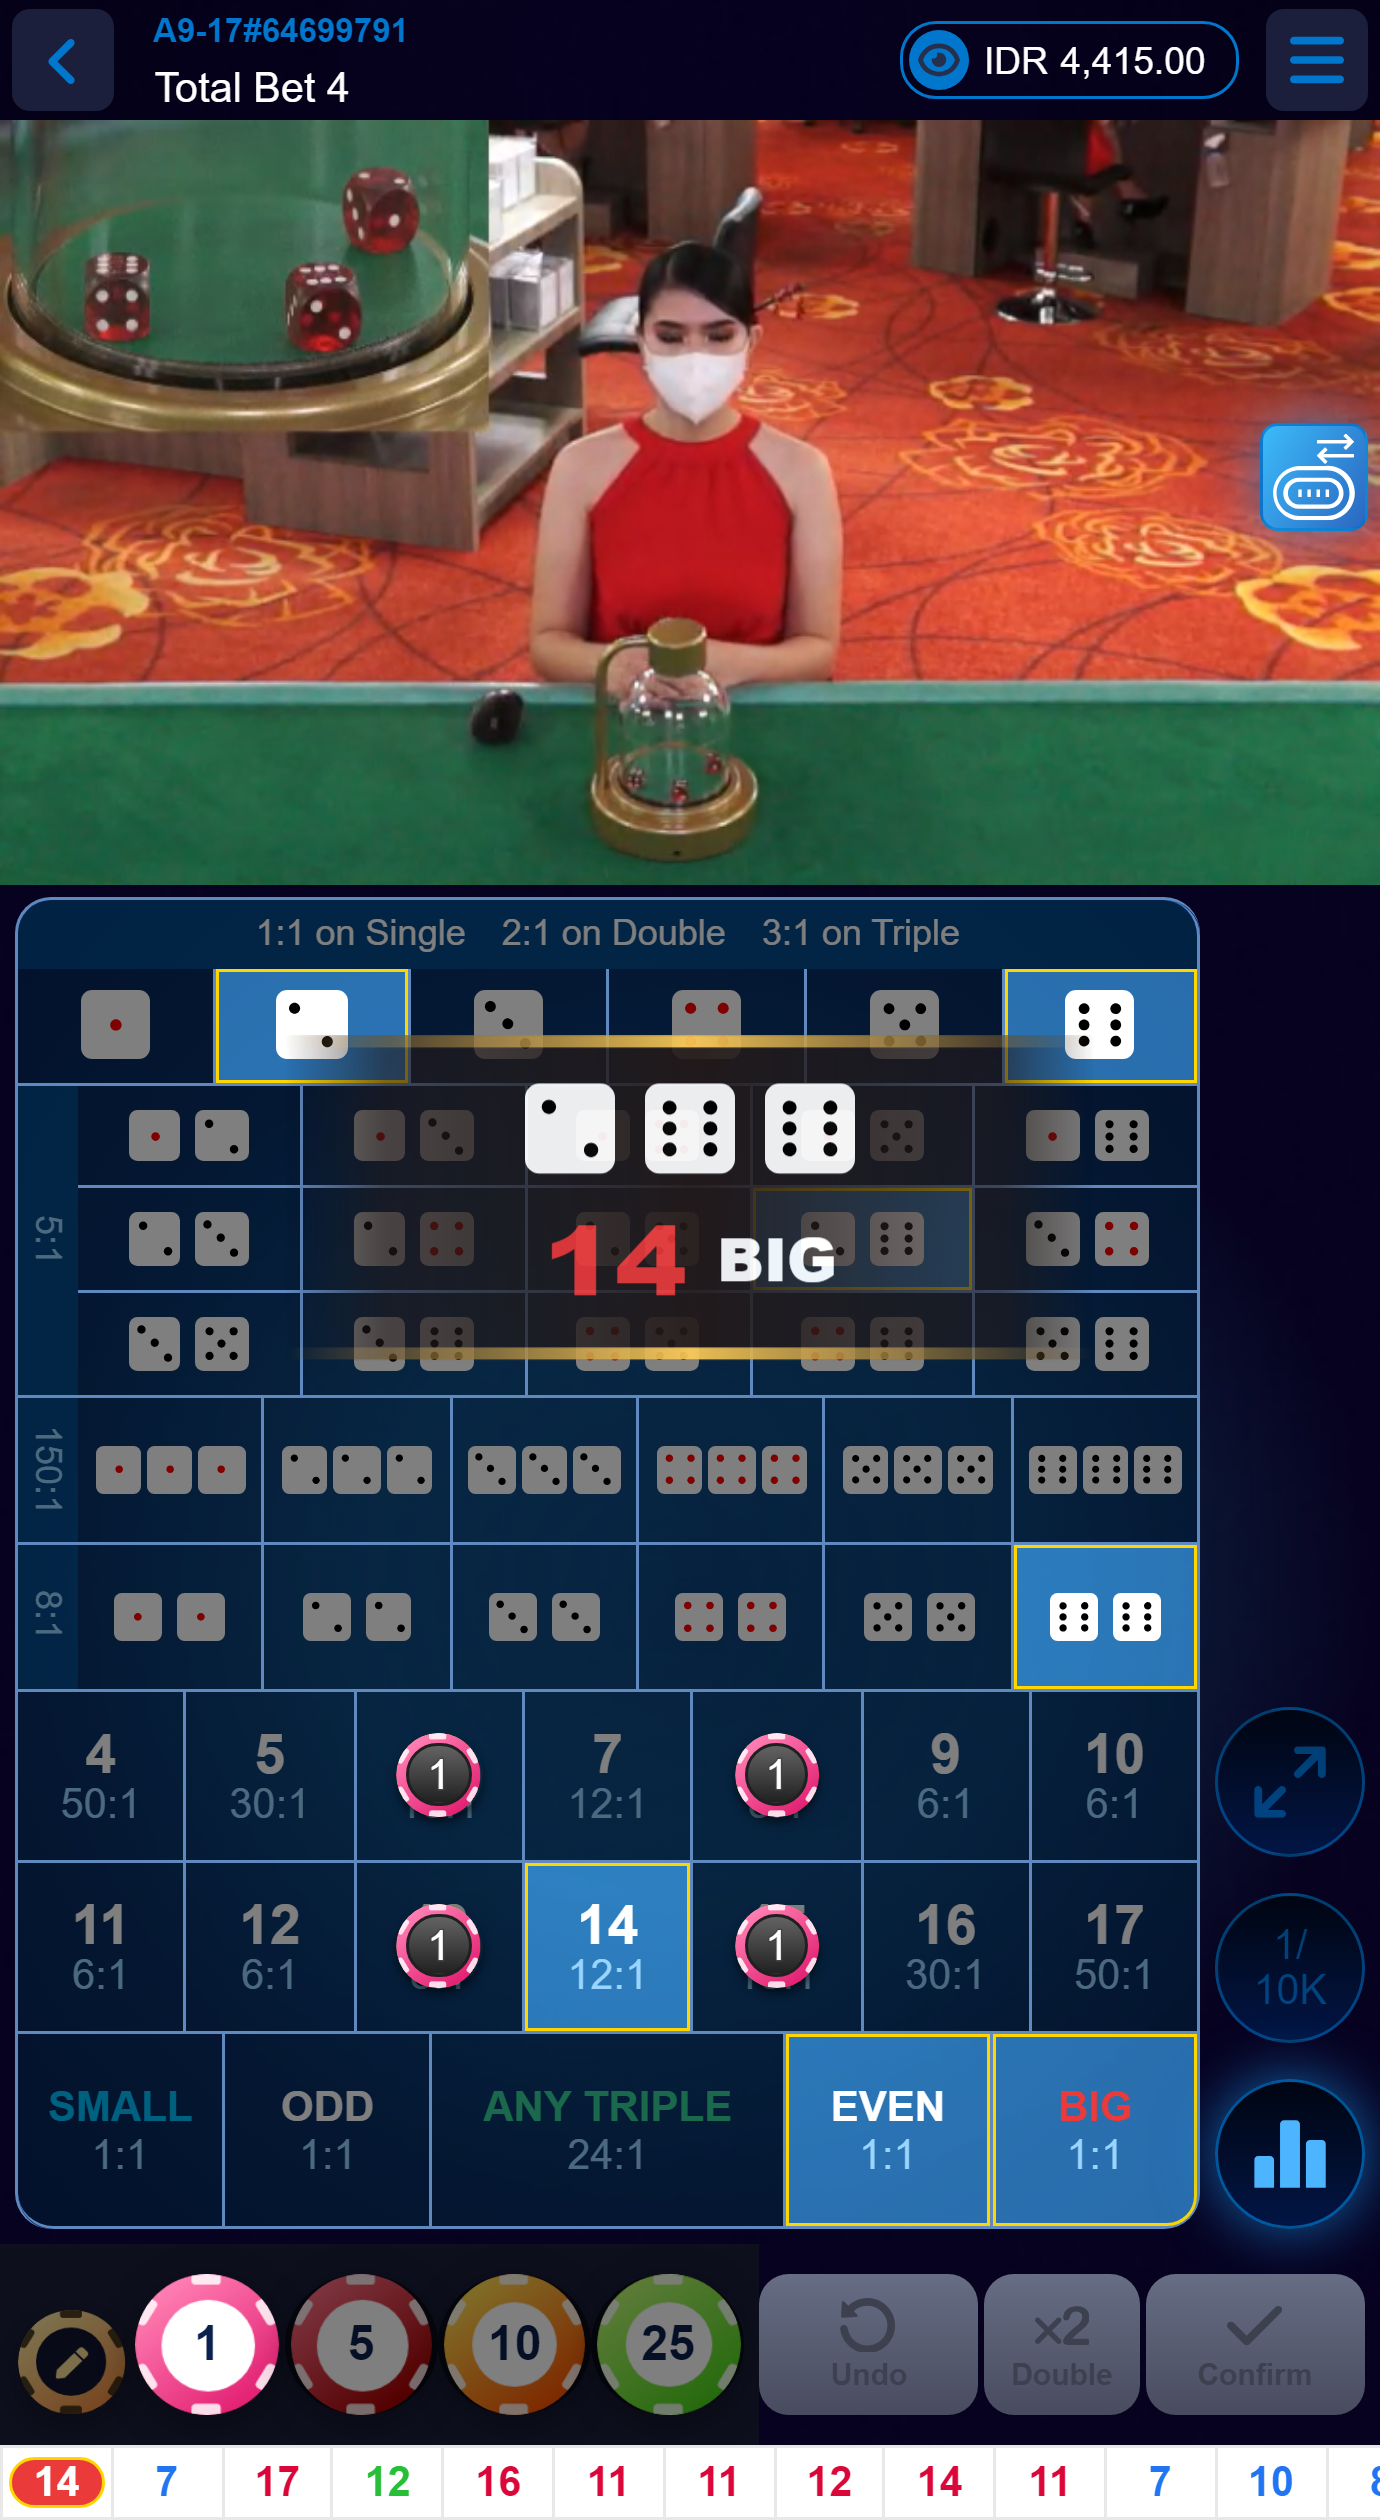 A9-17#64699791
Total Bet 4
IDR 4,415.00
1:1 on Single 2:1 on Double 3:1 on Triple
5:1
14 BIG
150:1
8:1
4 5 1 7 1 9 10
50:1 30:1 12:1 6:1 6:1
11 12 1 14 1 16 17
6:1 6:1 12:1 30:1 50:1
1/
10K
SMALL ODD ANY TRIPLE EVEN BIG
1:1 1:1 24:1 1:1 1:1
1 5 10 25
x2
Undo Double Confirm
14 7 17 12 16 11 11 12 14 11 7 10